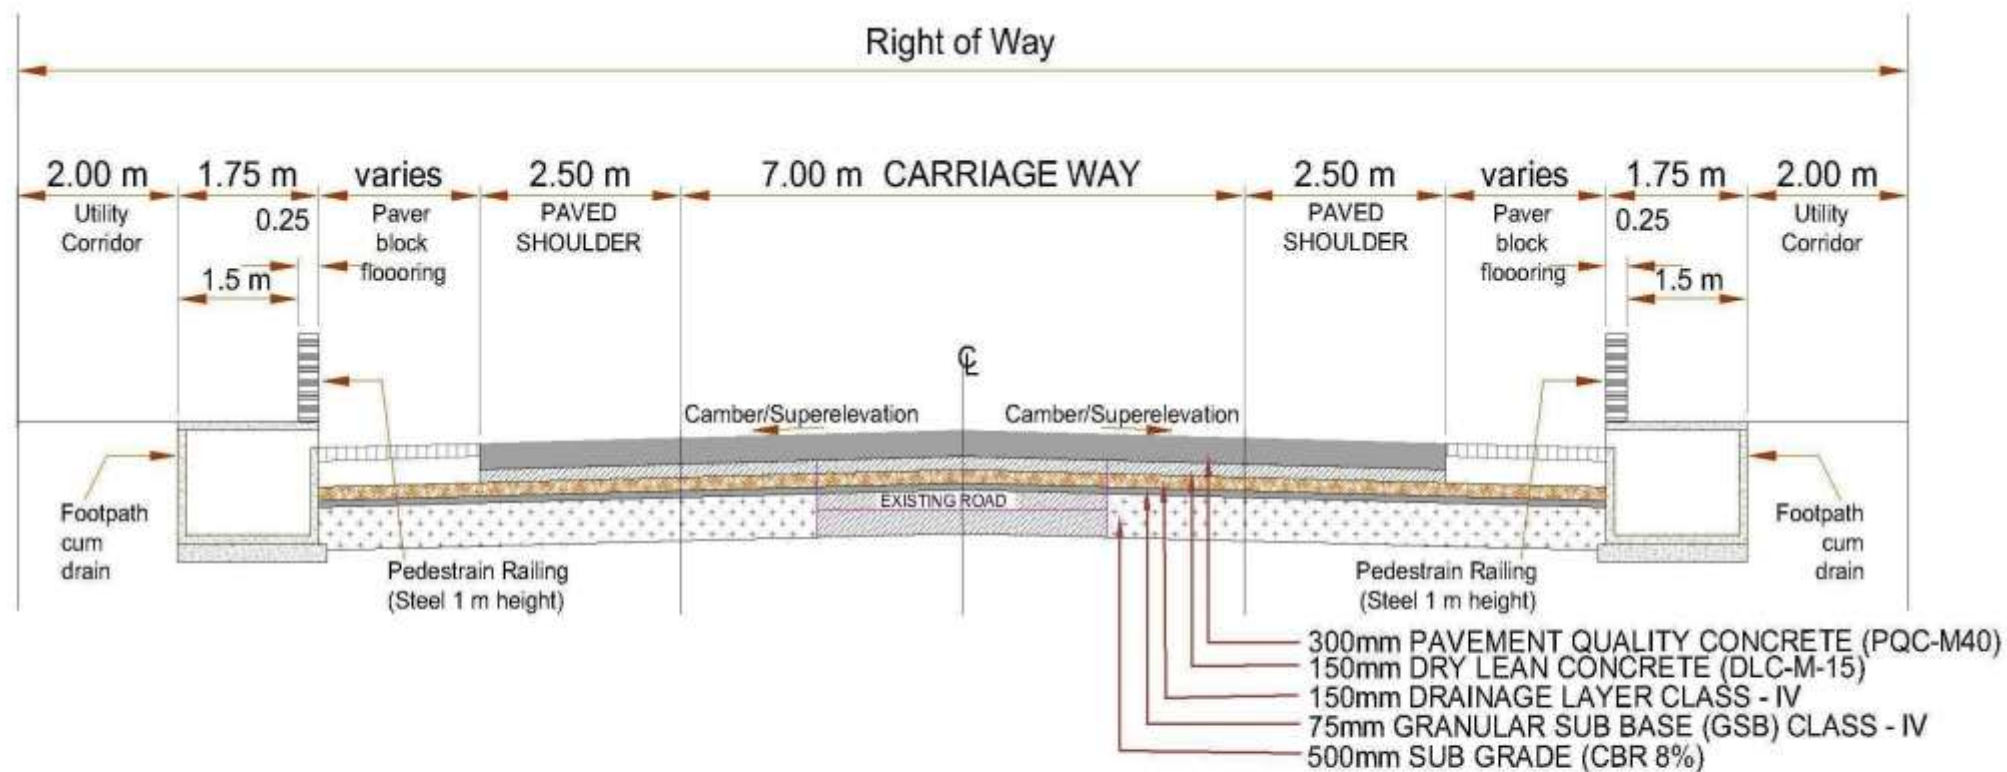 Right of Way
2.00 m 1.75 m varies 2.50 m 7.00 m CARRIAGE WAY 2.50 m varies 1.75 m 2.00 m
Utility
Corridor
0.25
1.5 m
Paver
block
floooring
PAVED
SHOULDER
PAVED
SHOULDER
Paver
block
floooring
0.25
1.5 m
Utility
Corridor
℄
Camber/Superelevation
Camber/Superelevation
EXISTING ROAD
Footpath
cum
drain
Pedestrain Railing
(Steel 1 m height)
Pedestrain Railing
(Steel 1 m height)
Footpath
cum
drain
300mm PAVEMENT QUALITY CONCRETE (PQC-M40)
150mm DRY LEAN CONCRETE (DLC-M-15)
150mm DRAINAGE LAYER CLASS - IV
75mm GRANULAR SUB BASE (GSB) CLASS - IV
500mm SUB GRADE (CBR 8%)